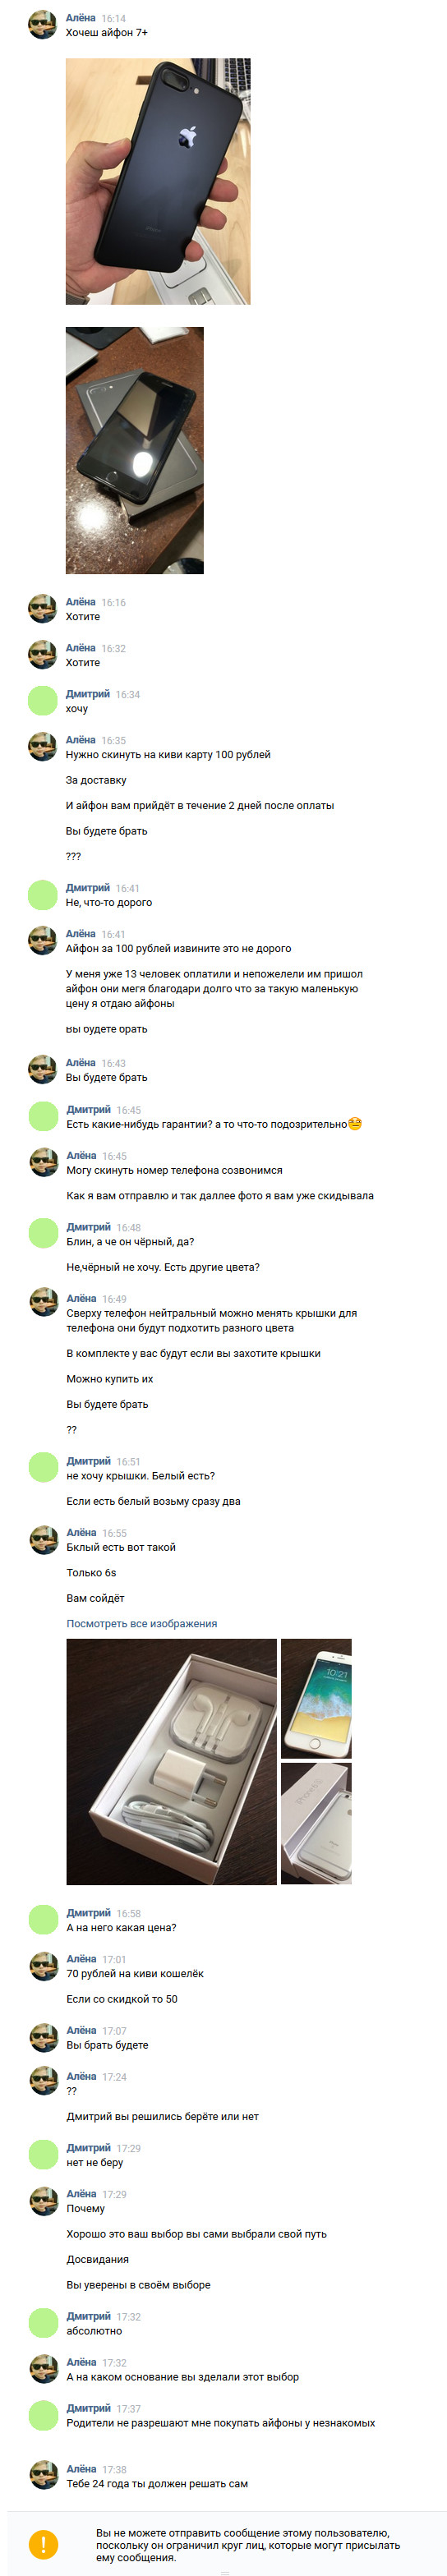 Алёна 16:14
Хочеш айфон 7+
Алёна 16:16
Хотите
Алёна 16:32
Хотите
Дмитрий 16:34
хочу
Алёна 16:35
Нужно скинуть на киви карту 100 рублей
За доставку
И айфон вам прийдёт в течение 2 дней после оплаты
Вы будете брать
???
Дмитрий 16:41
Не, что-то дорого
Алёна 16:41
Айфон за 100 рублей извините это не дорого
У меня уже 13 человек оплатили и непожелели им пришол
айфон они мегя благодари долго что за такую маленькую
цену я отдаю айфоны
Вы будете брать
Алёна 16:43
Вы будете брать
Дмитрий 16:45
Есть какие-нибудь гарантии? а то что-то подозрительно
Алёна 16:45
Могу скинуть номер телефона созвонимся
Как я вам отправлю и так даллее фото я вам уже скидывала
Дмитрий 16:48
Блин, а че он чёрный, да?
Не,чёрный не хочу. Есть другие цвета?
Алёна 16:49
Сверху телефон нейтральный можно менять крышки для
телефона они будут подхотить разного цвета
В комплекте у вас будут если вы захотите крышки
Можно купить их
Вы будете брать
??
Дмитрий 16:51
не хочу крышки. Белый есть?
Если есть белый возьму сразу два
Алёна 16:55
Бклый есть вот такой
Только 6s
Вам сойдёт
Посмотреть все изображения
10:21
Дмитрий 16:58
А на него какая цена?
Алёна 17:01
70 рублей на киви кошелёк
Если со скидкой то 50
Алёна 17:07
Вы брать будете
Алёна 17:24
??
Дмитрий вы решились берёте или нет
Дмитрий 17:29
нет не беру
Алёна 17:29
Почему
Хорошо это ваш выбор вы сами выбрали свой путь
Досвидания
Вы уверены в своём выборе
Дмитрий 17:32
абсолютно
Алёна 17:32
А на каком основание вы зделали этот выбор
Дмитрий 17:37
Родители не разрешают мне покупать айфоны у незнакомых
Алёна 17:38
Тебе 24 года ты должен решать сам
Вы не можете отправить сообщение этому пользователю,
поскольку он ограничил круг лиц, которые могут присылать
ему сообщения.